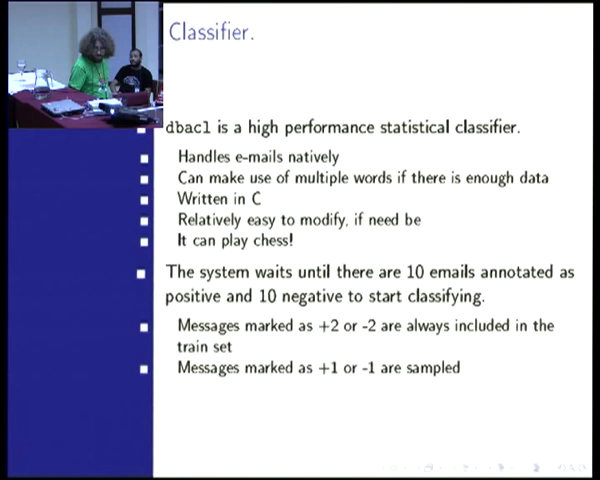 Classifier.
dbacl is a high performance statistical classifier.
Handles e-mails natively
Can make use of multiple words if there is enough data
Written in C
Relatively easy to modify, if need be
It can play chess!
The system waits until there are 10 emails annotated as
positive and 10 negative to start classifying.
Messages marked as +2 or -2 are always included in the
train set
Messages marked as +1 or -1 are sampled